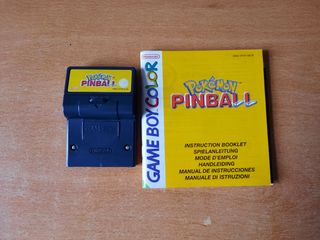 POKéMON
PINBALL
Nintendo
GAME BOY COLOR
POKéMON
PINBALL
INSTRUCTION BOOKLET
SPIELANLEITUNG
MODE D'EMPLOI
HANDLEIDING
MANUAL DE INSTRUCCIONES
MANUALE DI ISTRUZIONI